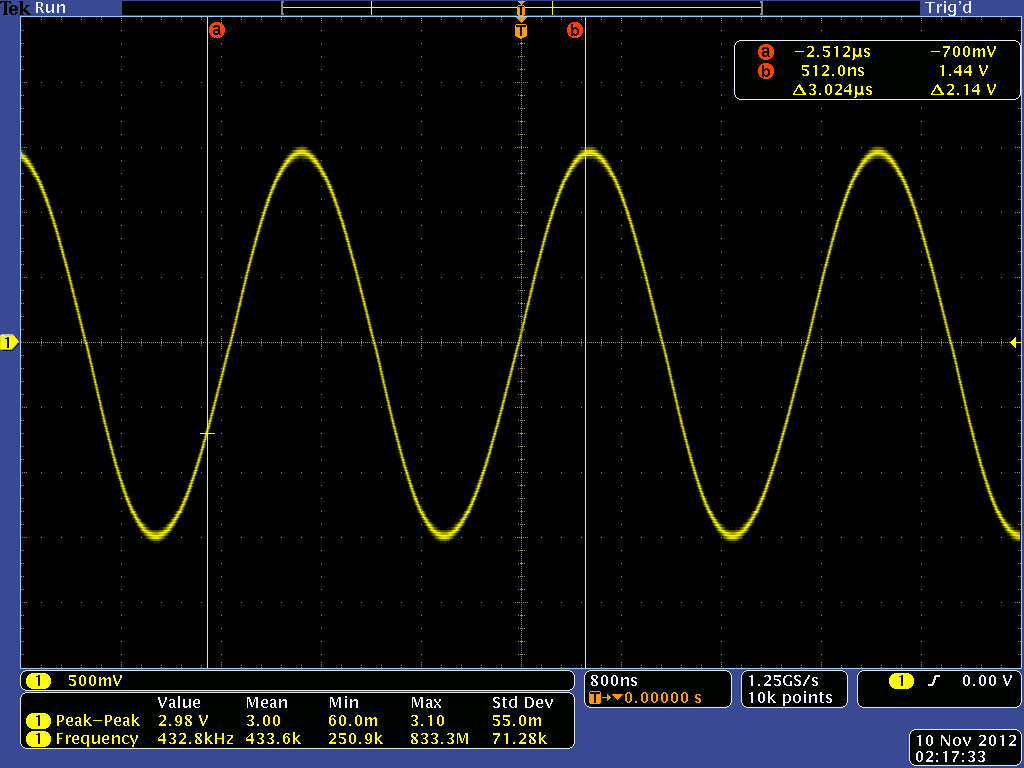 Tek Run Trig'd
T
a T b
a −2.512µs −700mV
b 512.0ns 1.44 V
Δ3.024µs Δ2.14 V
1
1 500mV 800ns 1.25GS/s 1 0.00 V
T→▼0.00000 s 10k points
Value Mean Min Max Std Dev
1 Peak−Peak 2.98 V 3.00 60.0m 3.10 55.0m
1 Frequency 432.8kHz 433.6k 250.9k 833.3M 71.28k
10 Nov 2012
02:17:33